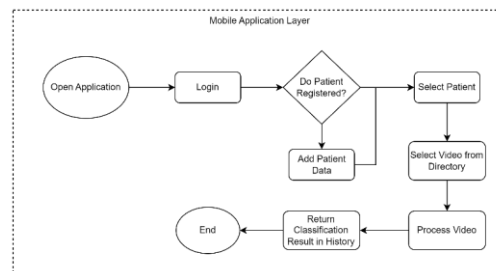 Mobile Application Layer
Open Application
Login
Do Patient
Registered?
Select Patient
Add Patient
Data
Select Video from
Directory
Process Video
Return
Classification
Result in History
End